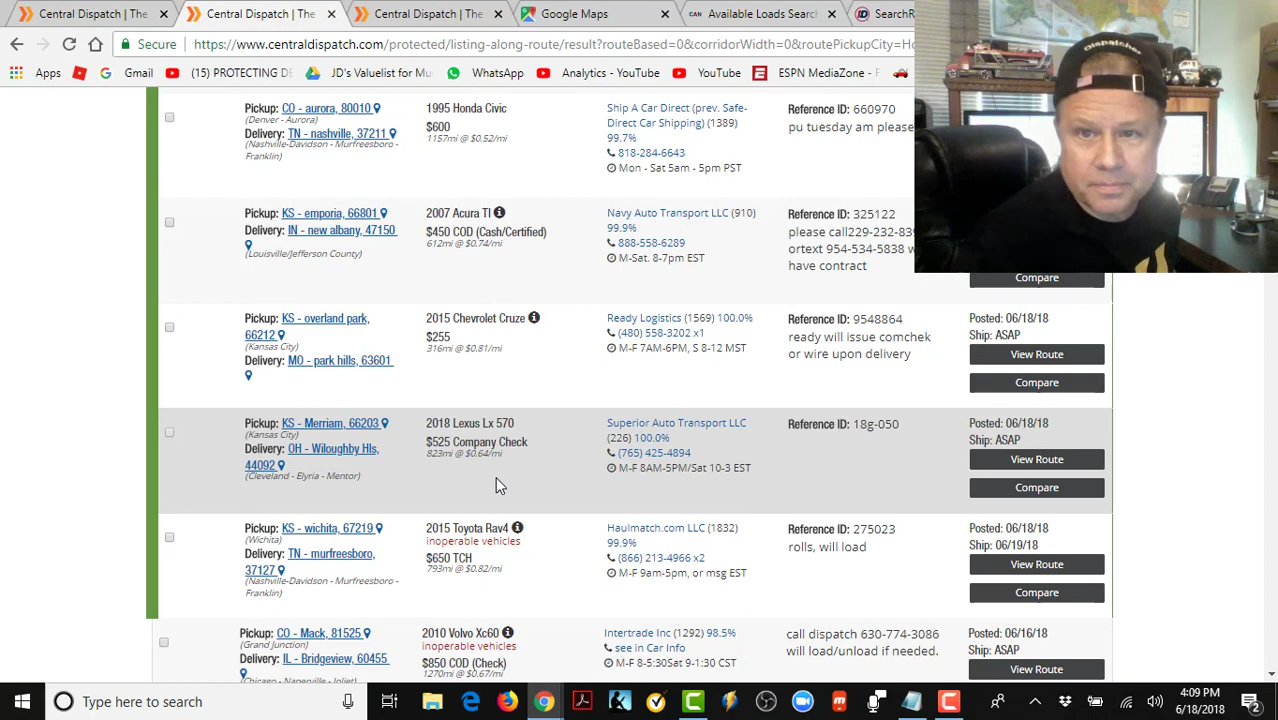 Central Dispatch | The
Central Dispatch | The
Central Dispatch | The
Google Maps
CAN
Available Loads Search
SearchR
Secure
https://www.centraldispatch.com/protected/listing-along-route/result?routeBased=0&corridorWidth=0&routePickupCity=Ho
Apps
Gmail
(15) PROTECTING D
JD's Valuelist for Mu
WhatsApp
Analytics - YouTube
YouTube
ESPN MediaZone - F
Dispatcher
Pickup: CO - aurora, 80010
(Denver - Aurora)
Delivery: TN - nashville, 37211
(Nashville-Davidson - Murfreesboro -
Franklin)
1995 Honda Civic
$600
1157mi @ $0.52/mi
Ship A Car Direct (prev. Safe-
Direct Car Shipping) (1389)
99.7%
818-284-6643
Mon - Sat 5am - 5pm PST
Reference ID: 660970
pu tuesday am please
Pickup: KS - emporia, 66801
Delivery: IN - new albany, 47150
(Louisville/Jefferson County)
2007 Acura Tl
$450 COD (Cash/Certified)
612mi @ $0.74/mi
Navy Auto Transport LLC (910)
99.9%
888-558-6289
M-Sat. 8-7pm EST
Reference ID: 325122
please call229-232-839
ortext 954-534-5838 w
have contract
Compare
Pickup: KS - overland park,
66212
(Kansas City)
Delivery: MO - park hills, 63601
2015 Chevrolet Cruze
$255
316mi @ $0.81/mi
Ready Logistics (1569) 100.0%
(480) 558-3202 x1
M-F 7AM-6PM, S 8-12 MST
Reference ID: 9548864
ready will issue comchek
or wire upon delivery
Posted: 06/18/18
Ship: ASAP
View Route
Compare
Pickup: KS - Merriam, 66203
(Kansas City)
Delivery: OH - Wiloughby Hls,
44092
(Cleveland - Elyria - Mentor)
2018 Lexus Lx 570
$525 Company Check
823mi @ $0.64/mi
Superior Auto Transport LLC
(226) 100.0%
(765) 425-4894
M-F 8AM-5PM/Sat 10-3 EST
Reference ID: 18g-050
Posted: 06/18/18
Ship: ASAP
View Route
Compare
Pickup: KS - wichita, 67219
(Wichita)
Delivery: TN - murfreesboro,
37127
(Nashville-Davidson - Murfreesboro -
Franklin)
2015 Toyota Rav4
inoperable vehicles
$650 TCH
793mi @ $0.82/mi
Haulmatch.com LLC (1832)
99.9%
(866) 213-4966 x2
M-F 9am-5pm, or msg EST
Reference ID: 275023
rolls, will load
Posted: 06/18/18
Ship: 06/19/18
View Route
Compare
Pickup: CO - Mack, 81525
(Grand Junction)
Delivery: IL - Bridgeview, 60455
(Chicago - Naperville - Joliet)
2010 Volvo Xc60
inoperable vehicles
$850 COD (Check)
1270mi @ $0.67/mi
Intertrade Inc (1292) 98.5%
see in Car Info
M-F 8-5:30Sat 9-1:30 CST
call dispatch 630-774-3086
will load/unload if needed.
Posted: 06/16/18
Ship: ASAP
View Route
Type here to search
4:09 PM
6/18/2018
2